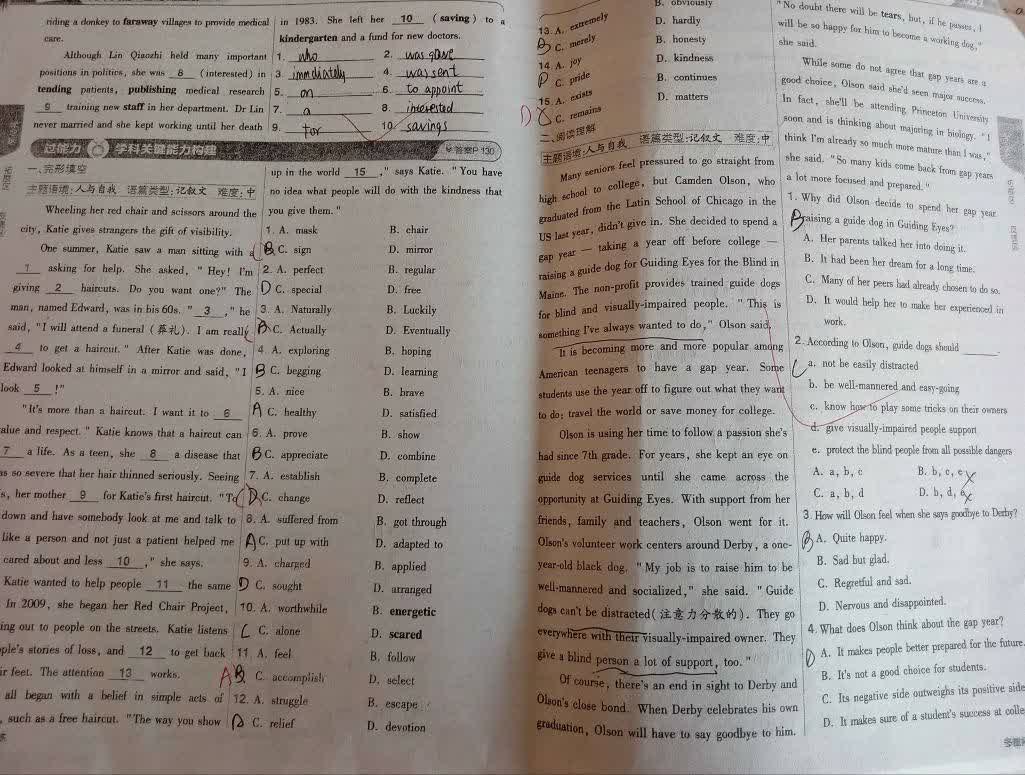 riding a donkey to faraway villages to provide medical
care.
Although Lin Qiaozhi held many important
positions in politics, she was 8 (interested) in
tending patients, publishing medical research
9 training new staff in her department. Dr Lin
never married and she kept working until her death
in 1983. She left her 10 (saving) to a
kindergarten and a fund for new doctors.
1. who 2. was gave
3. immdiately 4. was sent
5. on 6. to appoint
7. a 8. interested
9. for 10. savings
过能力 学科关键能力构建 答案P130
一、完形填空
主题语境:人与自我 语篇类型:记叙文 难度:中
Wheeling her red chair and scissors around the
city, Katie gives strangers the gift of visibility.
One summer, Katie saw a man sitting with a
1 asking for help. She asked, "Hey! I'm
giving 2 haircuts. Do you want one?" The
man, named Edward, was in his 60s. " 3 ," he
said, "I will attend a funeral (葬礼). I am really
4 to get a haircut." After Katie was done,
Edward looked at himself in a mirror and said, "I
look 5 !"
"It's more than a haircut. I want it to 6
alue and respect." Katie knows that a haircut can
7 a life. As a teen, she 8 a disease that
as so severe that her hair thinned seriously. Seeing
s, her mother 9 for Katie's first haircut. "To
down and have somebody look at me and talk to
like a person and not just a patient helped me
cared about and less 10 ," she says.
Katie wanted to help people 11 the same
In 2009, she began her Red Chair Project,
ing out to people on the streets. Katie listens
ple's stories of loss, and 12 to get back
ir feet. The attention 13 works.
all began with a belief in simple acts of
, such as a free haircut. "The way you show
up in the world 15 ," says Katie. "You have
no idea what people will do with the kindness that
you give them."
1. A. mask B. chair
B C. sign D. mirror
2. A. perfect B. regular
D C. special D. free
3. A. Naturally B. Luckily
C. Actually D. Eventually
4. A. exploring B. hoping
B C. begging D. learning
5. A. nice B. brave
A C. healthy D. satisfied
6. A. prove B. show
B C. appreciate D. combine
7. A. establish B. complete
C. change D. reflect
8. A. suffered from B. got through
A C. put up with D. adapted to
9. A. charged B. applied
D C. sought D. arranged
10. A. worthwhile B. energetic
C. alone D. scared
11. A. feel B. follow
A B C. accomplish D. select
12. A. struggle B. escape
C. relief D. devotion
B. obviously
13. A. extremely D. hardly
C. merely B. honesty
14. A. joy D. kindness
C. pride B. continues
15. A. exists D. matters
D C. remains
二、阅读理解
主题语境:人与自我 语篇类型:记叙文 难度:中
Many seniors feel pressured to go straight from
high school to college, but Camden Olson, who
graduated from the Latin School of Chicago in the
US last year, didn't give in. She decided to spend a
gap year — taking a year off before college —
raising a guide dog for Guiding Eyes for the Blind in
Maine. The non-profit provides trained guide dogs
for blind and visually-impaired people. "This is
something I've always wanted to do," Olson said.
It is becoming more and more popular among
American teenagers to have a gap year. Some
students use the year off to figure out what they want
to do; travel the world or save money for college.
Olson is using her time to follow a passion she's
had since 7th grade. For years, she kept an eye on
guide dog services until she came across the
opportunity at Guiding Eyes. With support from her
friends, family and teachers, Olson went for it.
Olson's volunteer work centers around Derby, a one-
year-old black dog. "My job is to raise him to be
well-mannered and socialized," she said. "Guide
dogs can't be distracted(注意力分散的). They go
everywhere with their visually-impaired owner. They
give a blind person a lot of support, too."
Of course, there's an end in sight to Derby and
Olson's close bond. When Derby celebrates his own
graduation, Olson will have to say goodbye to him.
"No doubt there will be tears, but, if he passes, I
will be so happy for him to become a working dog,"
she said.
While some do not agree that gap years are a
good choice, Olson said she'd seen major success.
In fact, she'll be attending Princeton University
soon and is thinking about majoring in biology. "I
think I'm already so much more mature than I was,"
she said. "So many kids come back from gap years
a lot more focused and prepared."
1. Why did Olson decide to spend her gap year
raising a guide dog in Guiding Eyes?
A. Her parents talked her into doing it.
B. It had been her dream for a long time.
C. Many of her peers had already chosen to do so.
D. It would help her to make her experienced in
work.
2. According to Olson, guide dogs should ____.
C a. not be easily distracted
b. be well-mannered and easy-going
c. know how to play some tricks on their owners
d. give visually-impaired people support
e. protect the blind people from all possible dangers
A. a, b, c B. b, c, e
C. a, b, d D. b, d, e
3. How will Olson feel when she says goodbye to Derby?
B A. Quite happy.
B. Sad but glad.
C. Regretful and sad.
D. Nervous and disappointed.
4. What does Olson think about the gap year?
A. It makes people better prepared for the future.
B. It's not a good choice for students.
C. Its negative side outweighs its positive side
D. It makes sure of a student's success at colle